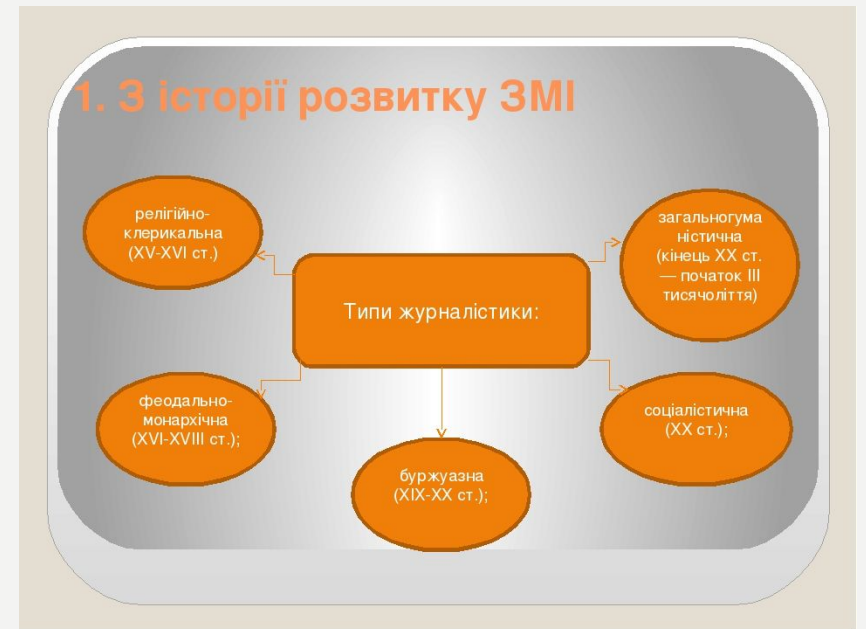 1. З історії розвитку ЗМІ
релігійно-
клерикальна
(XV-XVI ст.)
загальногума
ністична
(кінець XX ст.
— початок III
тисячоліття)
Типи журналістики:
феодально-
монархічна
(XVI-XVIII ст.);
соціалістична
(XX ст.);
буржуазна
(XIX-XX ст.);